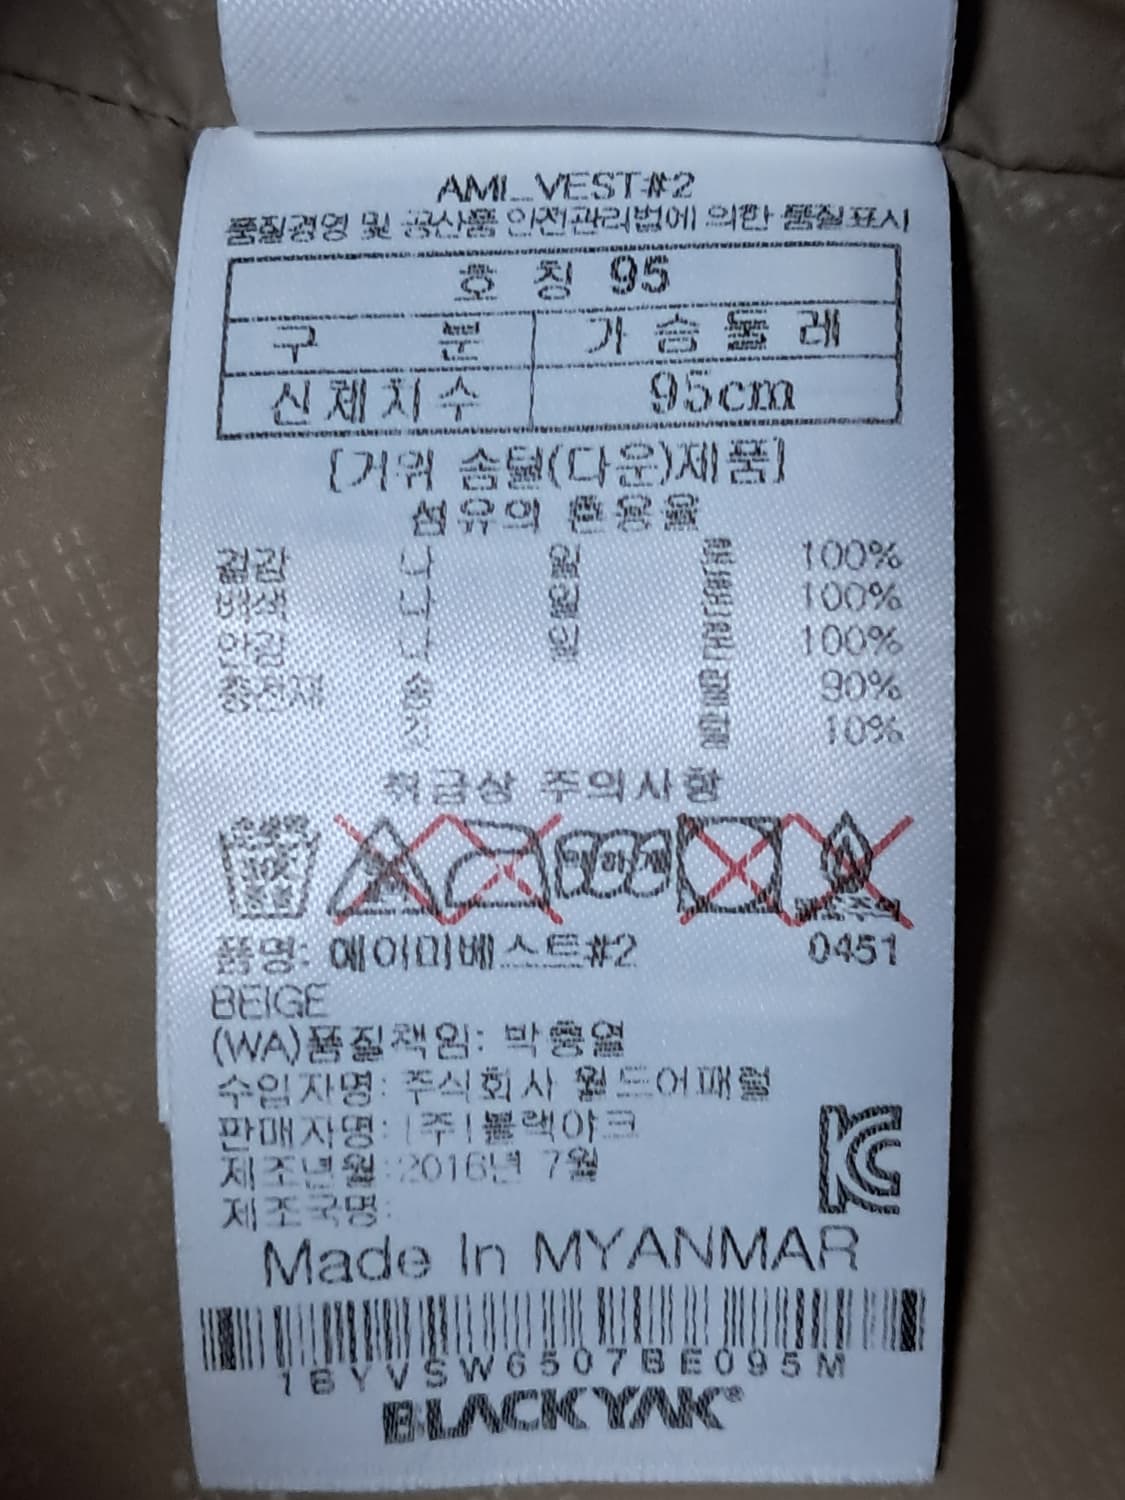 AMI_VEST#2
품질경영 및 공산품 안전관리법에 의한 품질표시
호 칭 95
구 분 가슴둘레
신체치수 95cm
[거위 솜털(다운)제품]
섬유의 혼용율
겉감 나 일 론 100%
배색 나 일 론 100%
안감 나 일 론 100%
충전재 솜 털 90%
깃 털 10%
취급상 주의사항
약하게
화기주의
품명: 에이미베스트#2 0451
BEIGE
(WA)품질책임: 박흥열
수입자명: 주식회사 월드어패럴
판매자명: (주)블랙야크
제조년월:2016년 7월
제조국명:
Made In MYANMAR
1BYVSW6507BE095M
BLACKYAK®